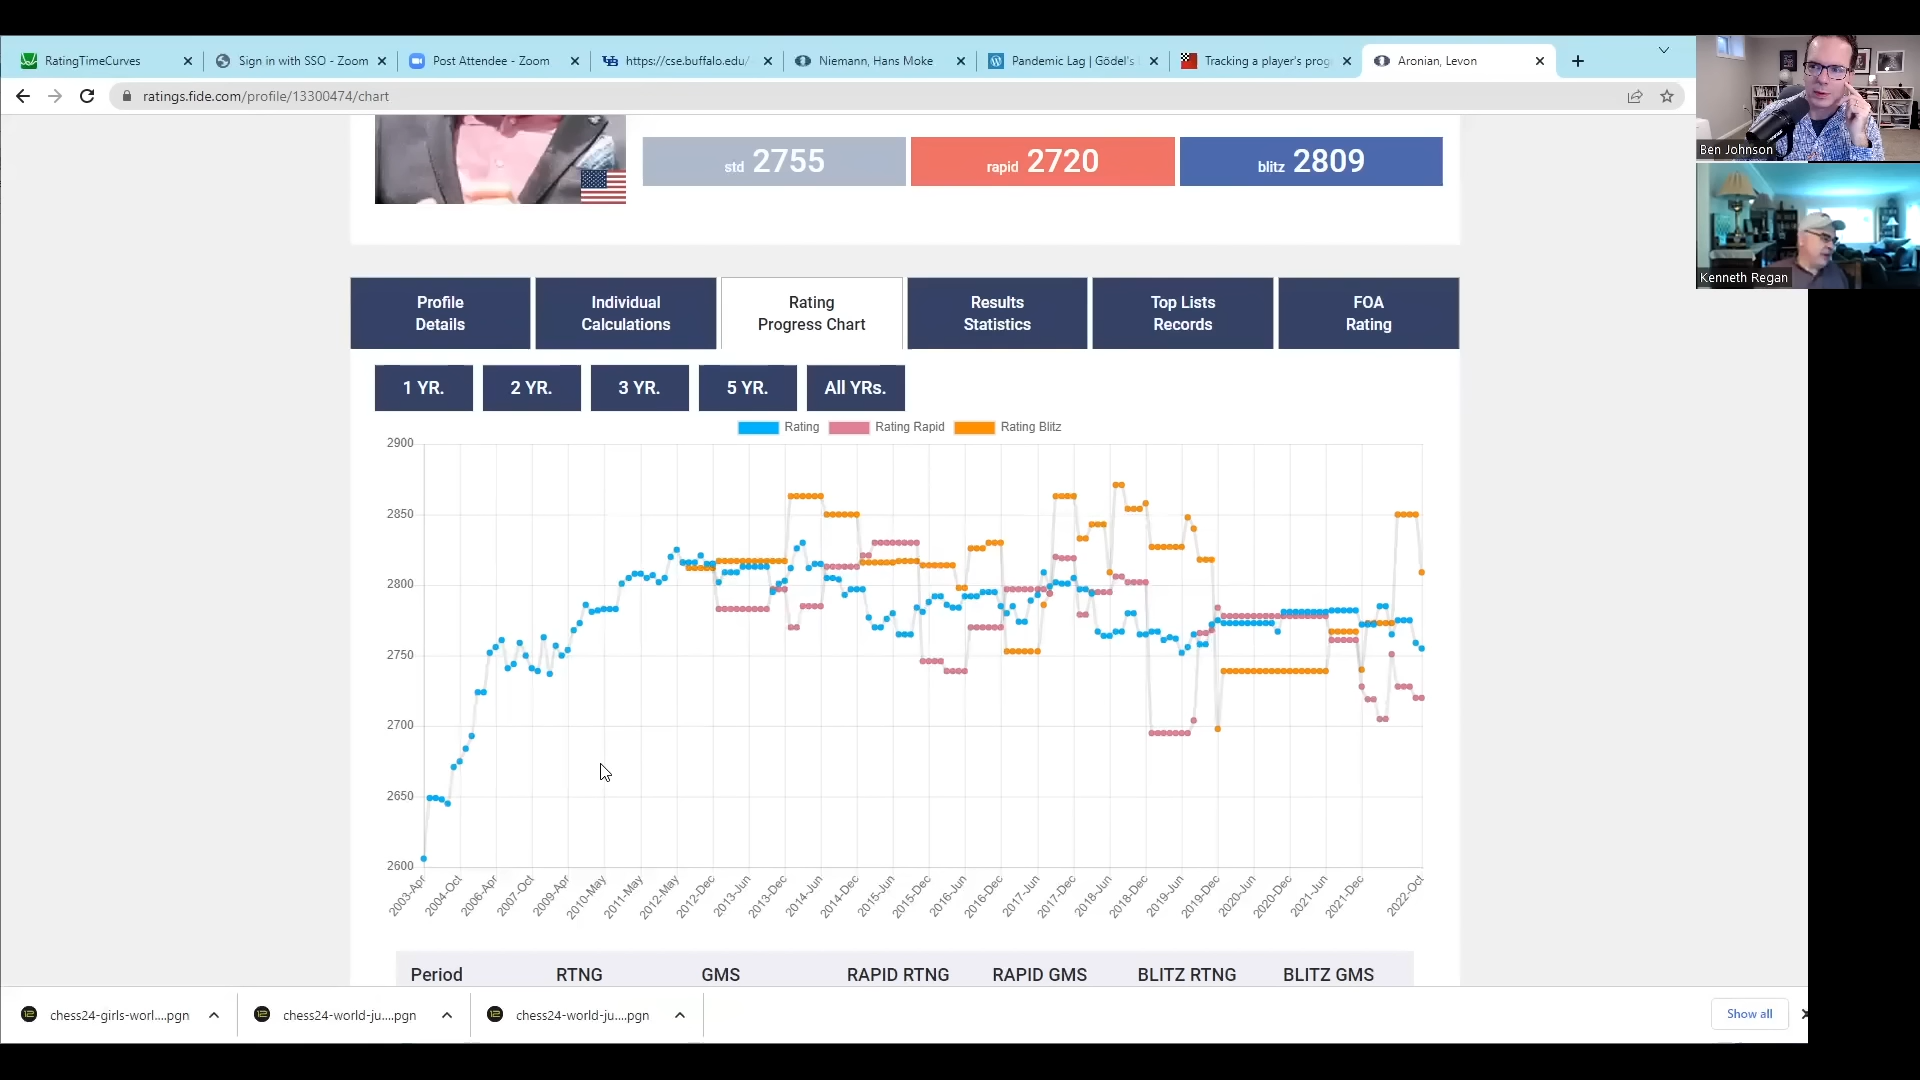 RatingTimeCurves
Sign in with SSO - Zoom
Post Attendee - Zoom
https://cse.buffalo.edu/
Niemann, Hans Moke
Pandemic Lag | Gödel's
Tracking a player's prog
Aronian, Levon
ratings.fide.com/profile/13300474/chart
Ben Johnson
Kenneth Regan
std 2755
rapid 2720
blitz 2809
Profile
Details
Individual
Calculations
Rating
Progress Chart
Results
Statistics
Top Lists
Records
FOA
Rating
1 YR.
2 YR.
3 YR.
5 YR.
All YRs.
Rating
Rating Rapid
Rating Blitz
2900
2850
2800
2750
2700
2650
2600
2003-Apr
2004-Oct
2006-Apr
2007-Oct
2009-Apr
2010-May
2011-May
2012-May
2012-Dec
2013-Jun
2013-Dec
2014-Jun
2014-Dec
2015-Jun
2015-Dec
2016-Jun
2016-Dec
2017-Jun
2017-Dec
2018-Jun
2018-Dec
2019-Jun
2019-Dec
2020-Jun
2020-Dec
2021-Jun
2021-Dec
2022-Oct
Period RTNG GMS RAPID RTNG RAPID GMS BLITZ RTNG BLITZ GMS
chess24-girls-worl....pgn
chess24-world-ju....pgn
chess24-world-ju....pgn
Show all